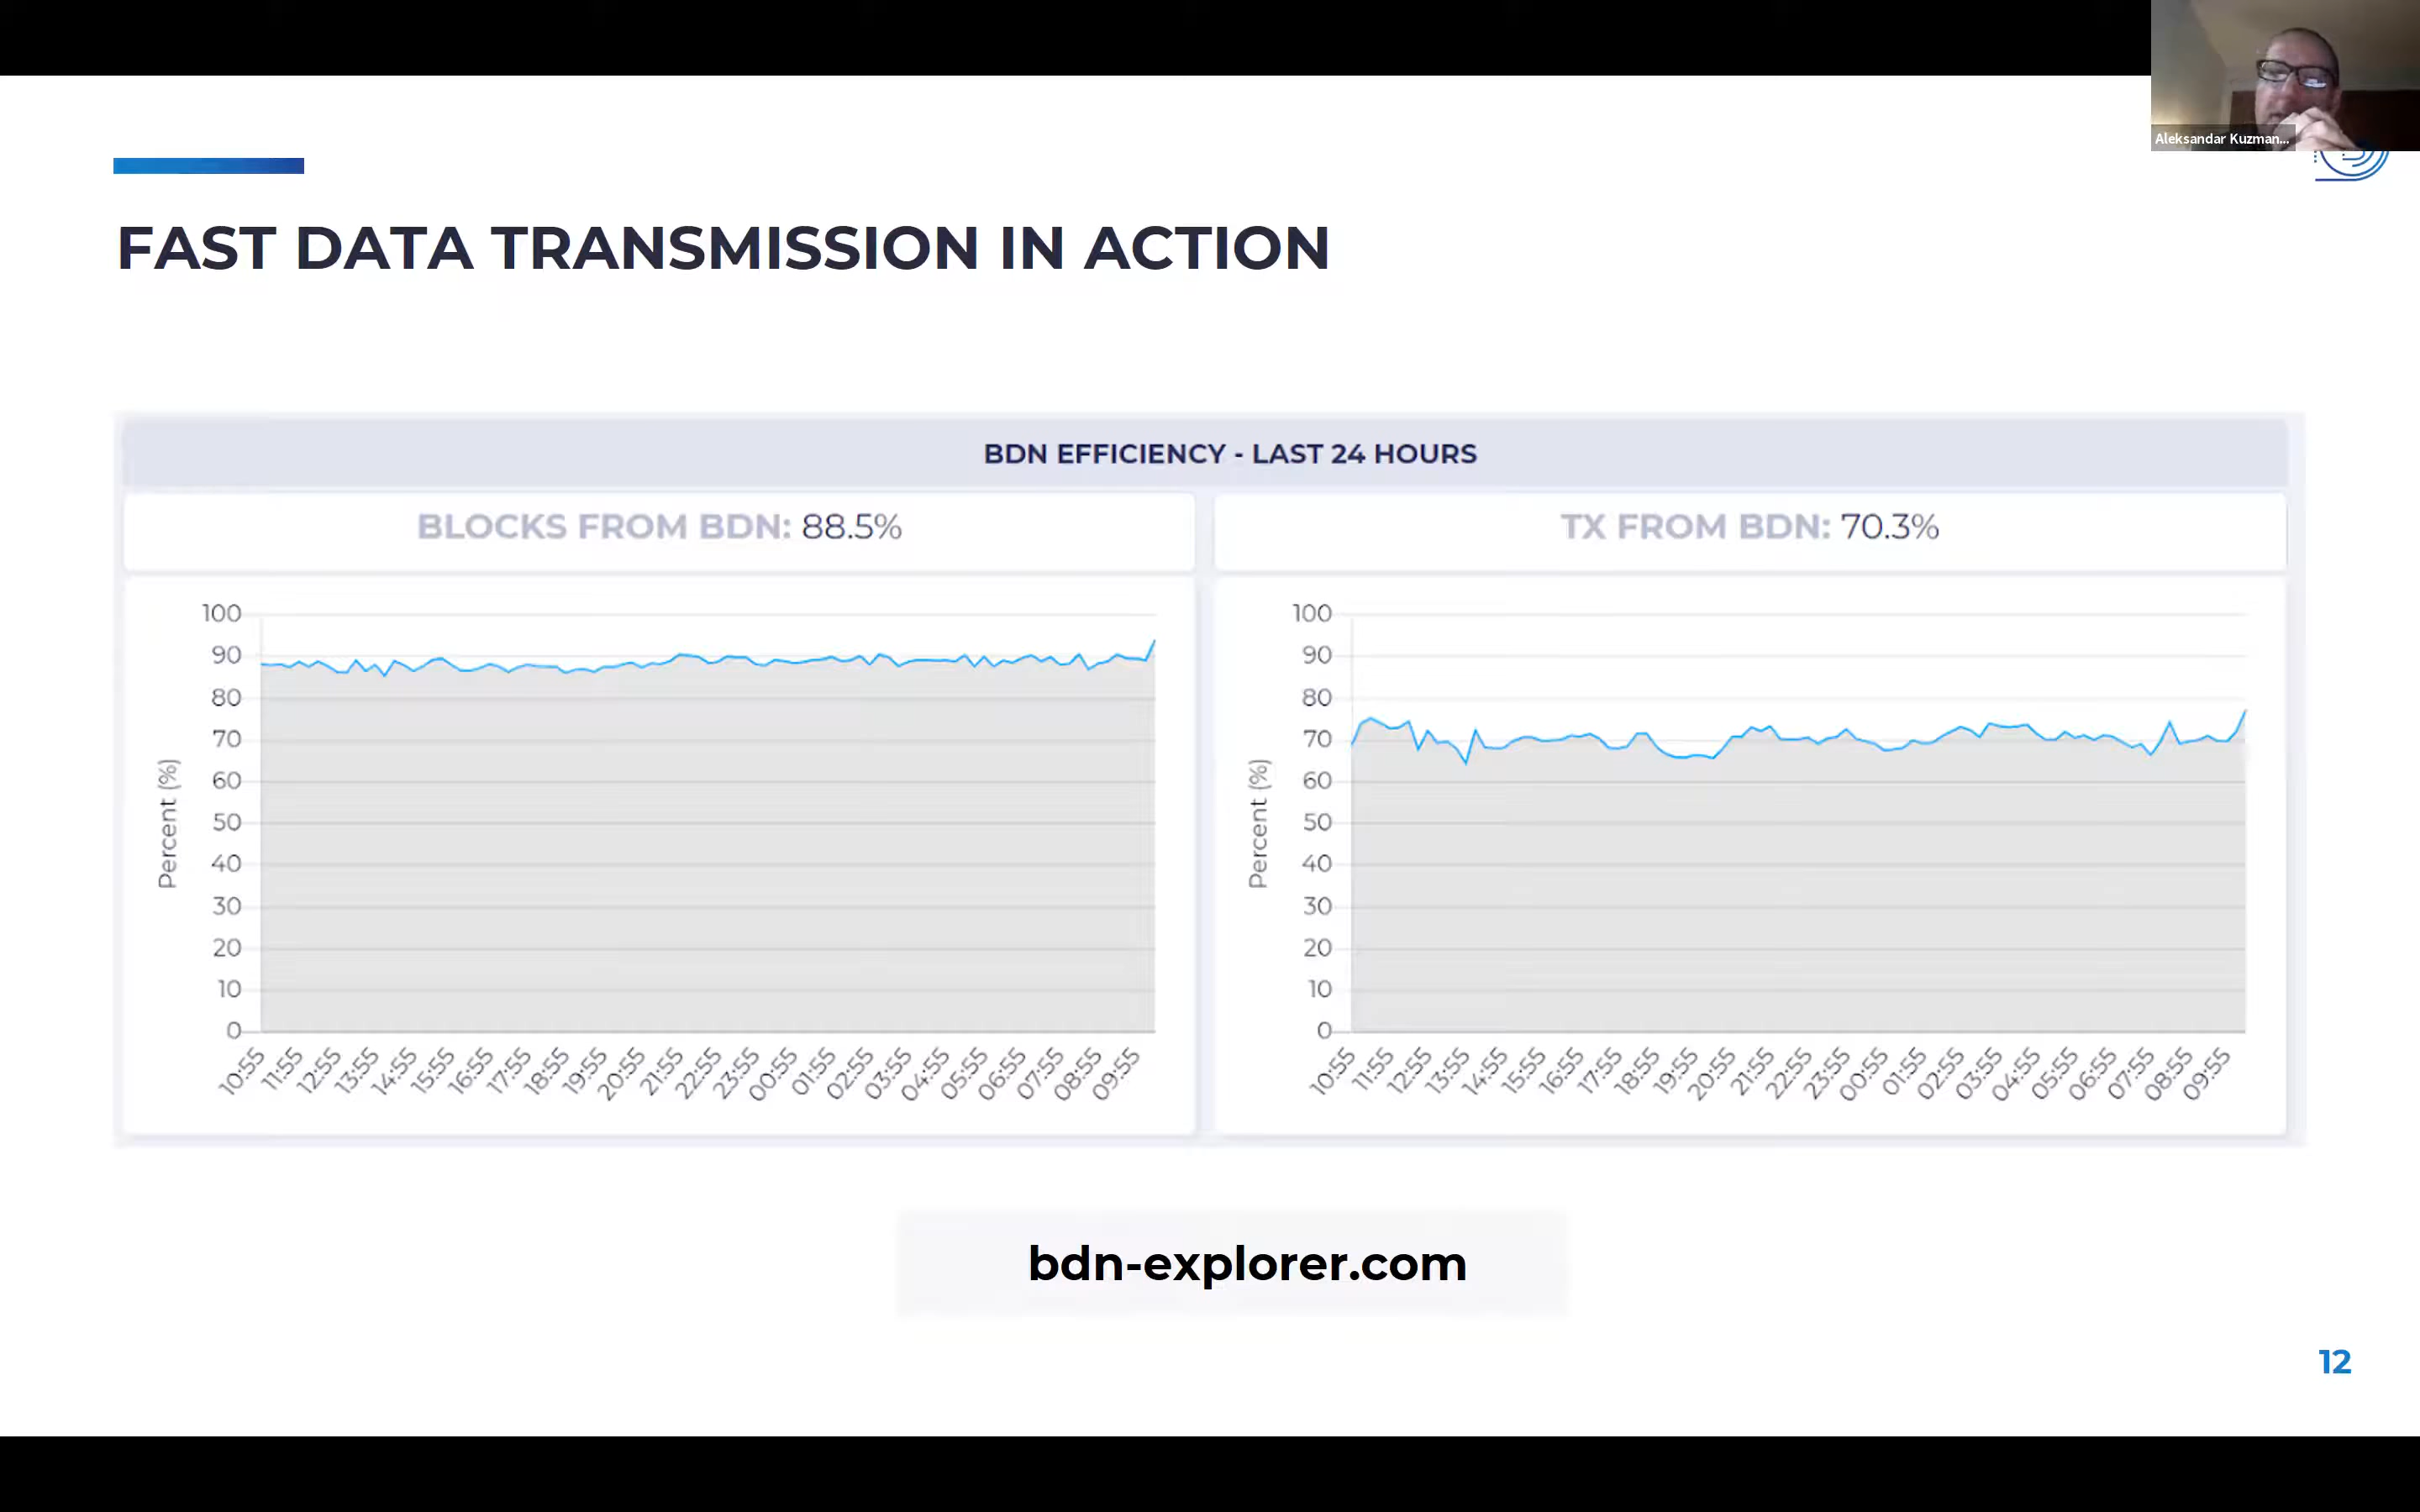 Aleksandar Kuzman...
FAST DATA TRANSMISSION IN ACTION
BDN EFFICIENCY - LAST 24 HOURS
BLOCKS FROM BDN: 88.5%
100
90
80
70
60
50
40
30
20
10
0
Percent (%)
10:55 11:55 12:55 13:55 14:55 15:55 16:55 17:55 18:55 19:55 20:55 21:55 22:55 23:55 00:55 01:55 02:55 03:55 04:55 05:55 06:55 07:55 08:55 09:55
TX FROM BDN: 70.3%
100
90
80
70
60
50
40
30
20
10
0
Percent (%)
10:55 11:55 12:55 13:55 14:55 15:55 16:55 17:55 18:55 19:55 20:55 21:55 22:55 23:55 00:55 01:55 02:55 03:55 04:55 05:55 06:55 07:55 08:55 09:55
bdn-explorer.com
12